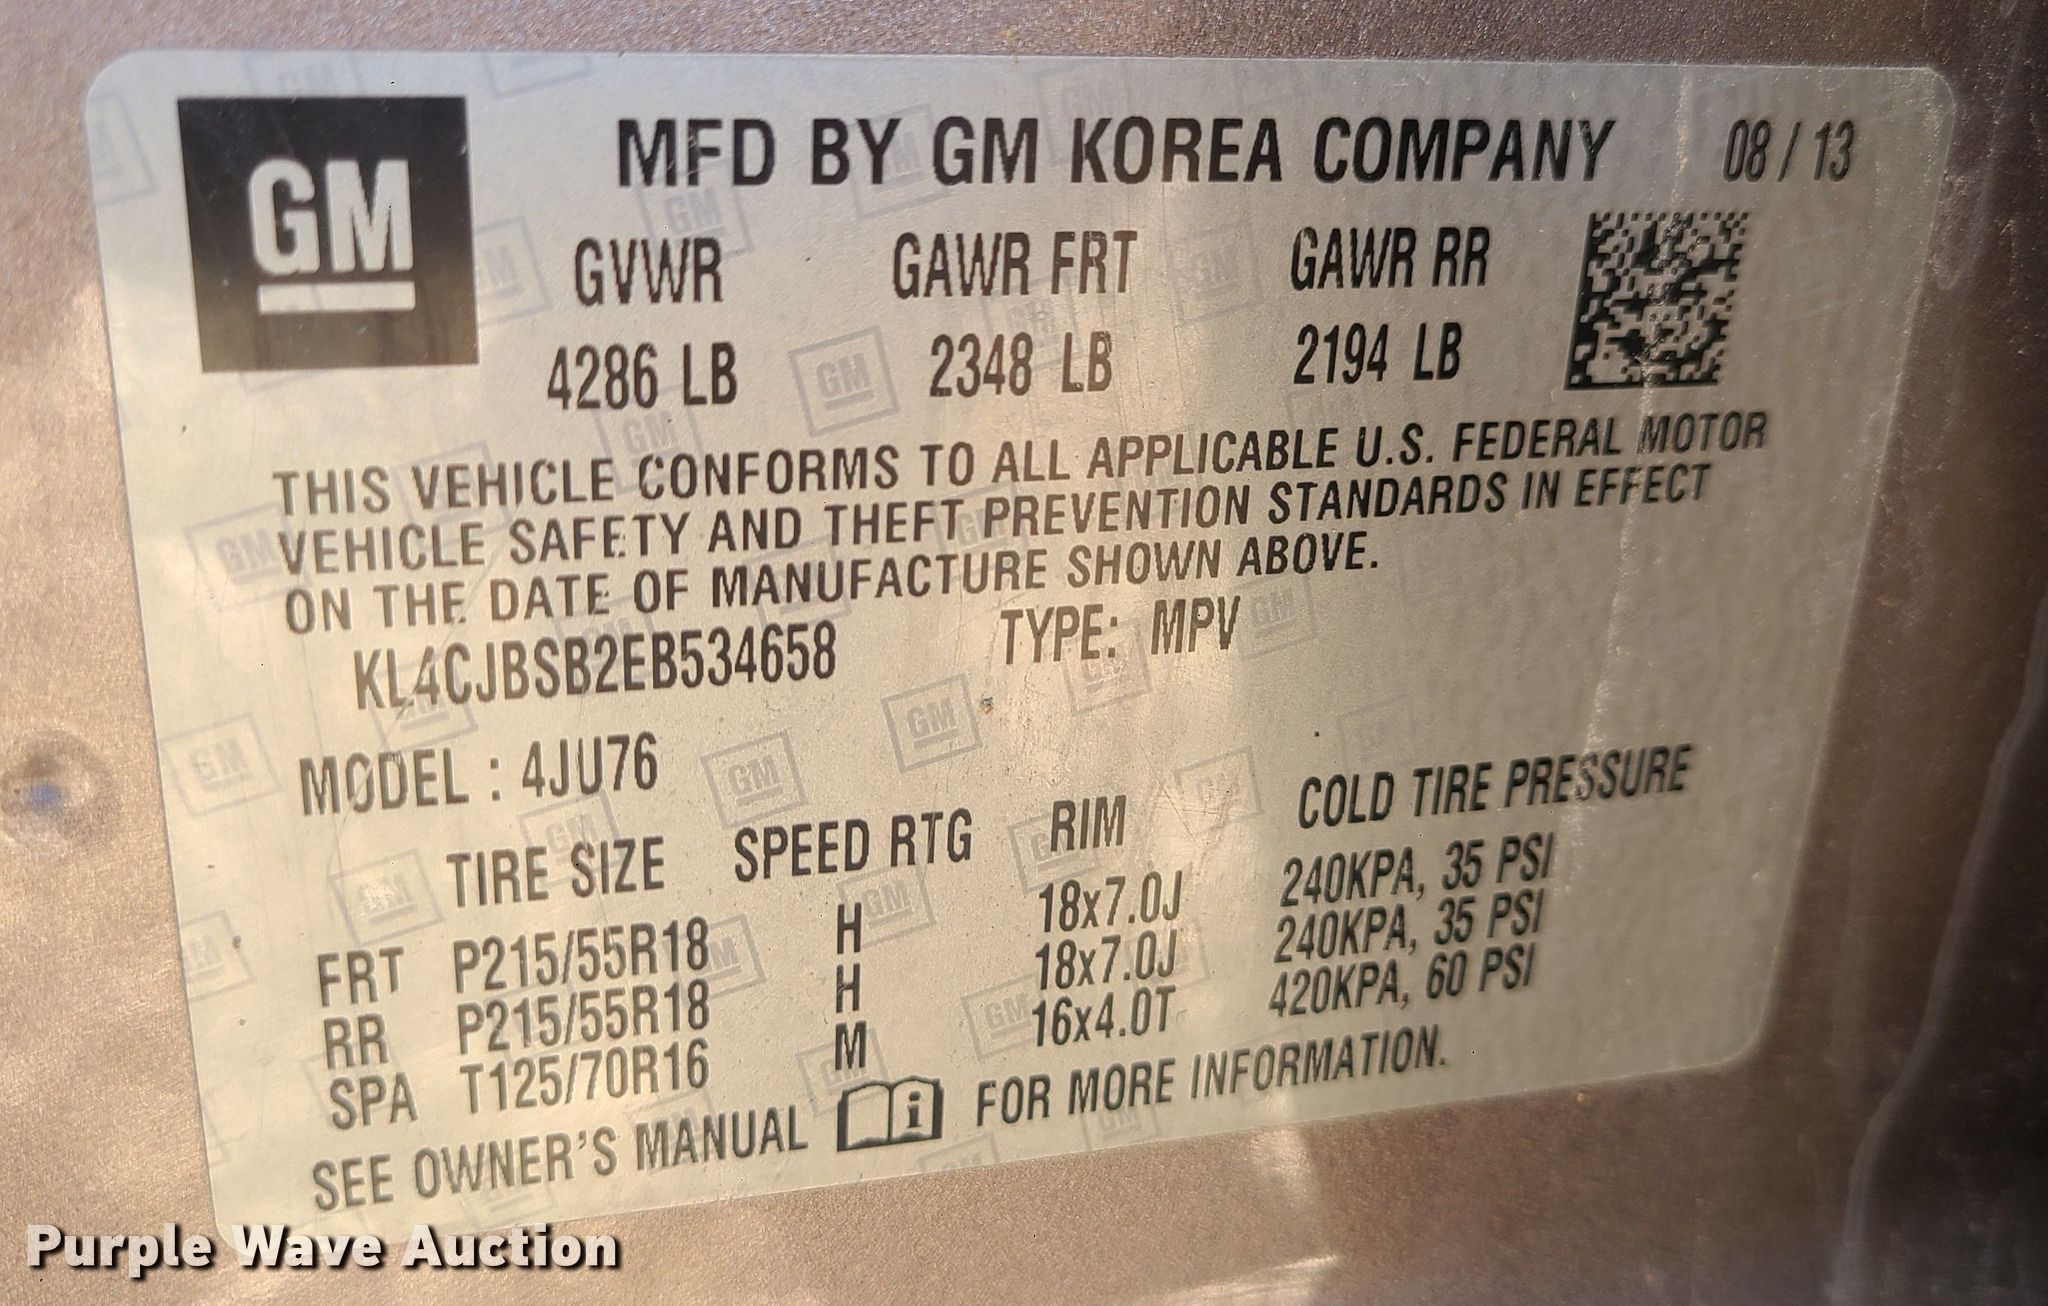 GM
MFD BY GM KOREA COMPANY 08 / 13
GVWR GAWR FRT GAWR RR
4286 LB 2348 LB 2194 LB
THIS VEHICLE CONFORMS TO ALL APPLICABLE U.S. FEDERAL MOTOR
VEHICLE SAFETY AND THEFT PREVENTION STANDARDS IN EFFECT
ON THE DATE OF MANUFACTURE SHOWN ABOVE.
KL4CJBSB2EB534658 TYPE: MPV
MODEL : 4JU76
TIRE SIZE SPEED RTG RIM COLD TIRE PRESSURE
FRT P215/55R18 H 18x7.0J 240KPA, 35 PSI
RR P215/55R18 H 18x7.0J 240KPA, 35 PSI
SPA T125/70R16 M 16x4.0T 420KPA, 60 PSI
SEE OWNER'S MANUAL i FOR MORE INFORMATION.
Purple Wave Auction